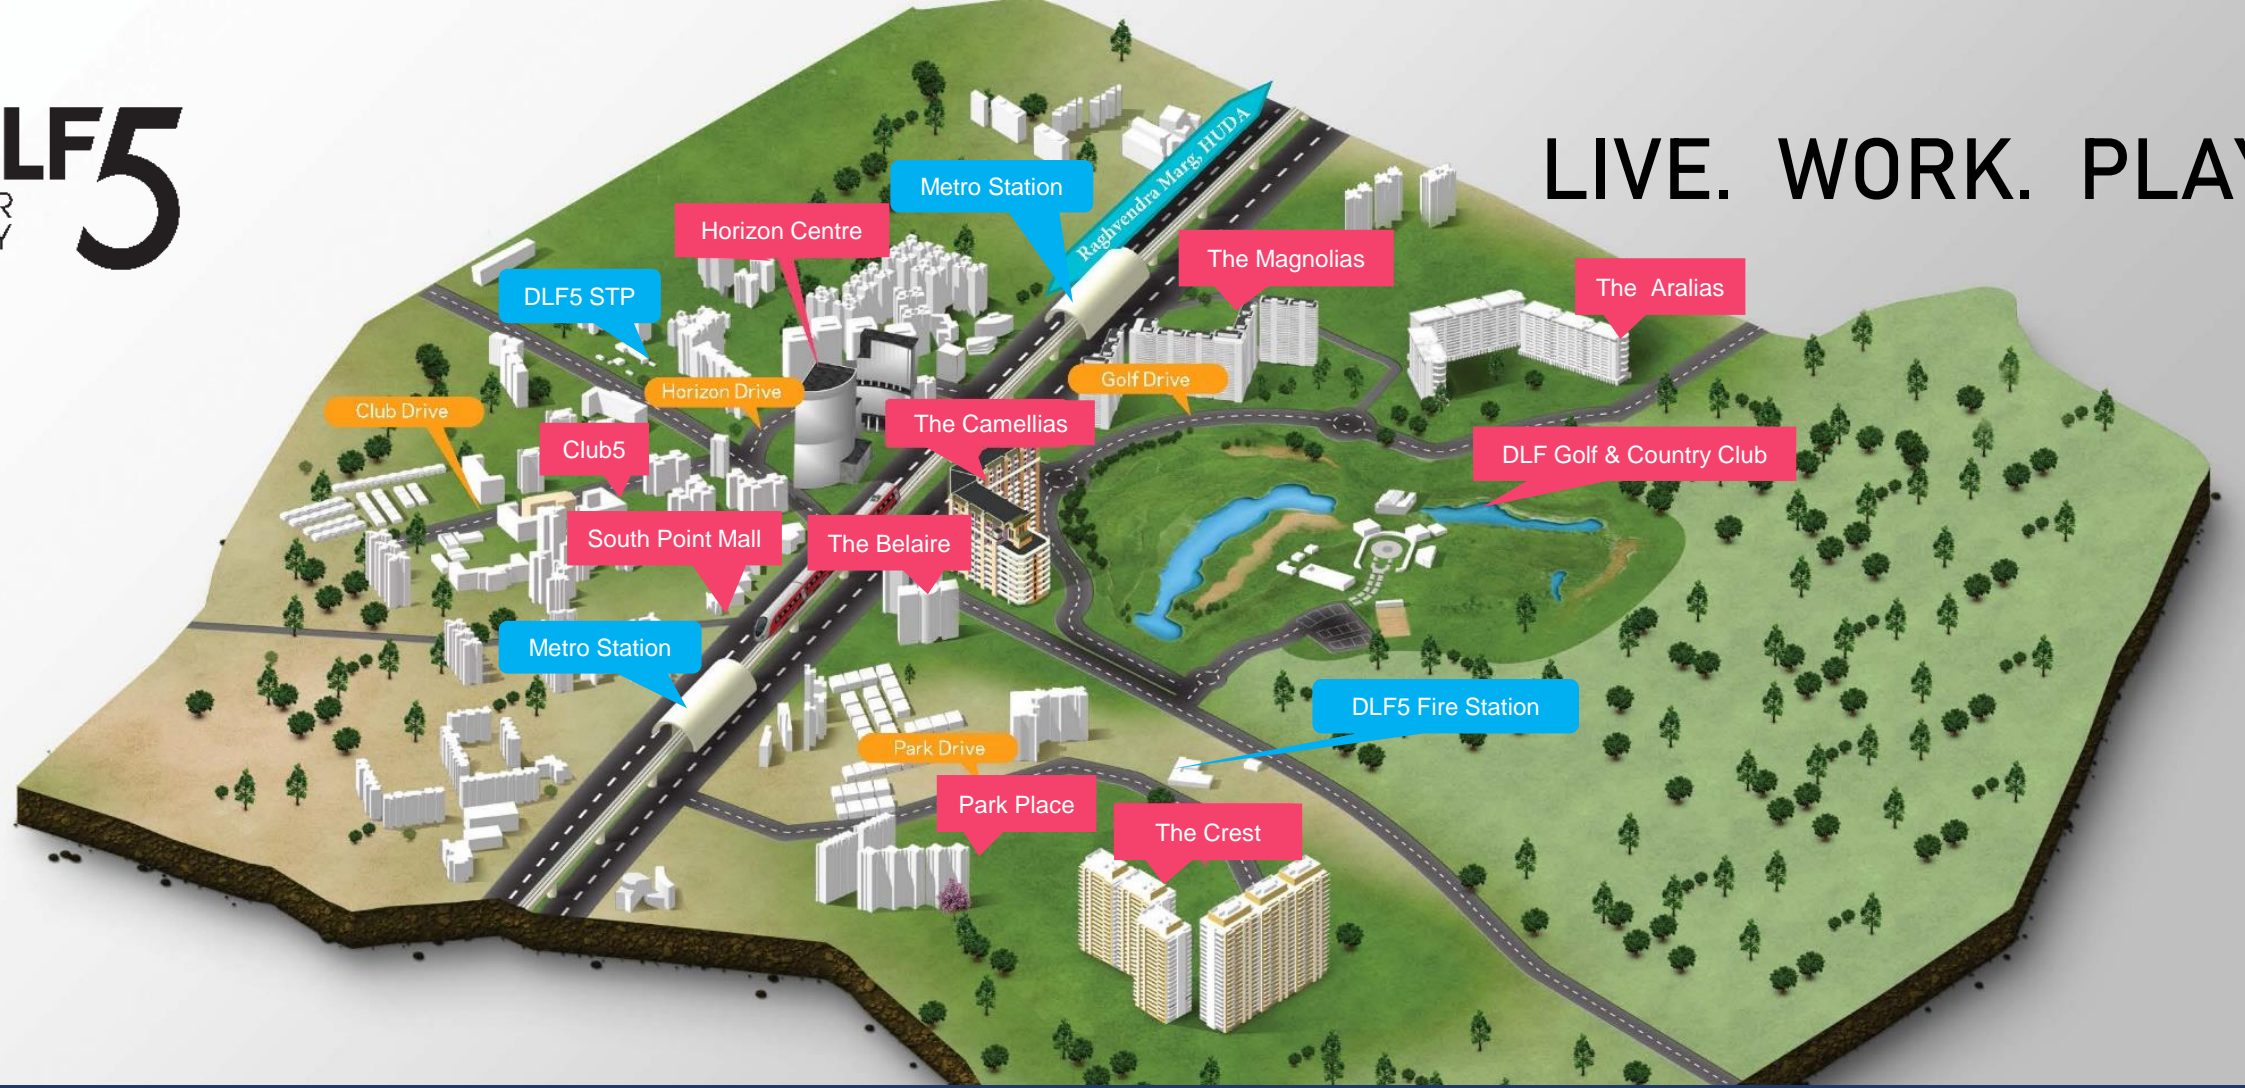 LF5
R
Y
LIVE. WORK. PLAY
Raghvendra Marg, HUDA
Metro Station
Horizon Centre
The Magnolias
The Aralias
DLF5 STP
Horizon Drive
Golf Drive
Club Drive
The Camellias
Club5
DLF Golf & Country Club
South Point Mall
The Belaire
Metro Station
DLF5 Fire Station
Park Drive
Park Place
The Crest